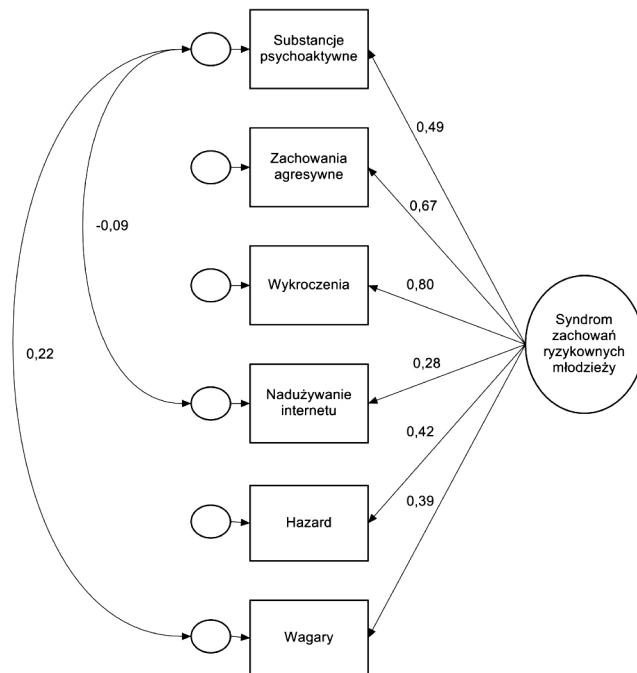 Substancje
psychoaktywne
0,49
Zachowania
agresywne
0,67
-0,09
Wykroczenia
0,80
Syndrom
zachowań
ryzykownych
młodzieży
0,22
0,28
Nadużywanie
internetu
0,42
0,39
Hazard
Wagary